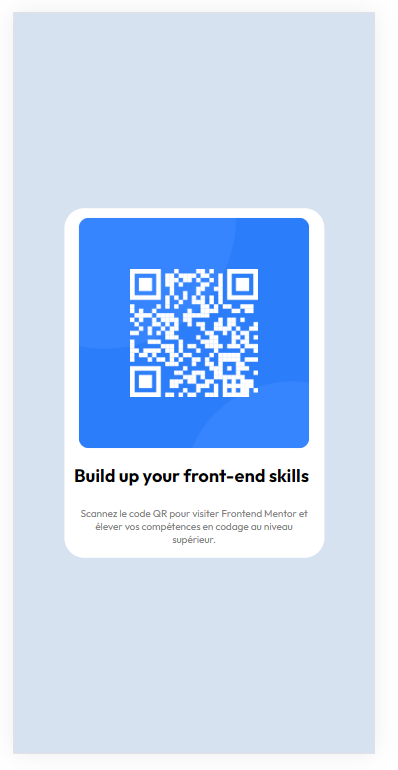 Build up your front-end skills
Scannez le code QR pour visiter Frontend Mentor et
élever vos compétences en codage au niveau
supérieur.